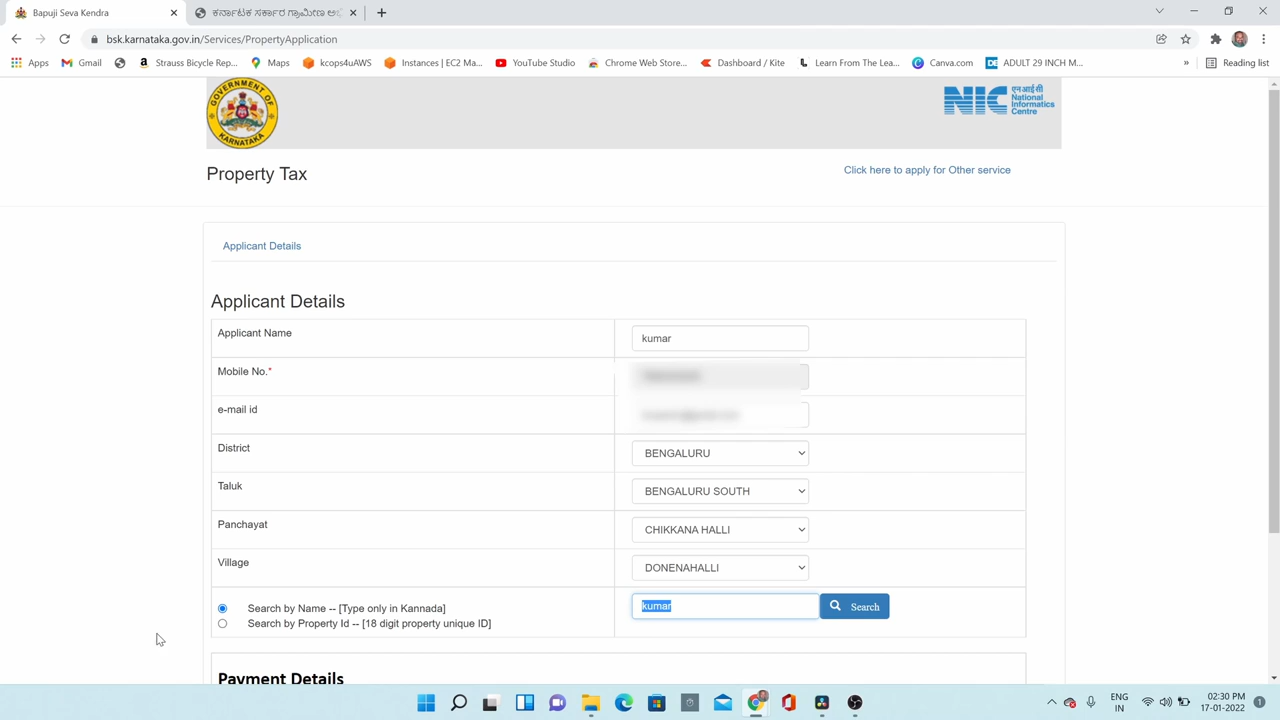 Bapuji Seva Kendra
ಕರ್ನಾಟಕ ಸರ್ಕಾರ ಗ್ರಾಮೀಣ
bsk.karnataka.gov.in/Services/PropertyApplication
Apps
Gmail
Strauss Bicycle Rep...
Maps
kcops4uAWS
Instances | EC2 Ma...
YouTube Studio
Chrome Web Store...
Dashboard / Kite
Learn From The Lea...
Canva.com
ADULT 29 INCH M...
»
Reading list
GOVERNMENT OF KARNATAKA
NIC
एन आई सी
National
Informatics
Centre
Property Tax
Click here to apply for Other service
Applicant Details
Applicant Details
Applicant Name
kumar
Mobile No.*
e-mail id
District
BENGALURU
Taluk
BENGALURU SOUTH
Panchayat
CHIKKANA HALLI
Village
DONENAHALLI
Search by Name -- [Type only in Kannada]
Search by Property Id -- [18 digit property unique ID]
kumar
Search
Payment Details
ENG
IN
02:30 PM
17-01-2022